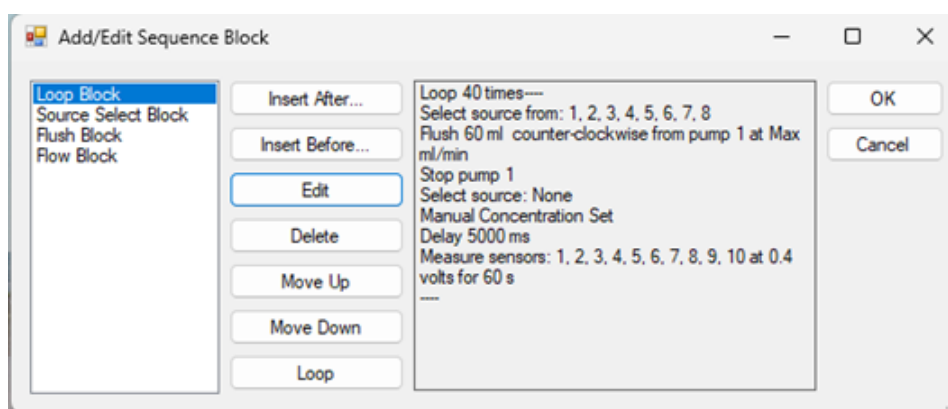 Add/Edit Sequence Block
Loop Block
Source Select Block
Flush Block
Flow Block
Insert After...
Insert Before...
Edit
Delete
Move Up
Move Down
Loop
Loop 40 times----
Select source from: 1, 2, 3, 4, 5, 6, 7, 8
Flush 60 ml  counter-clockwise from pump 1 at Max
ml/min
Stop pump 1
Select source: None
Manual Concentration Set
Delay 5000 ms
Measure sensors: 1, 2, 3, 4, 5, 6, 7, 8, 9, 10 at 0.4
volts for 60 s
----
OK
Cancel